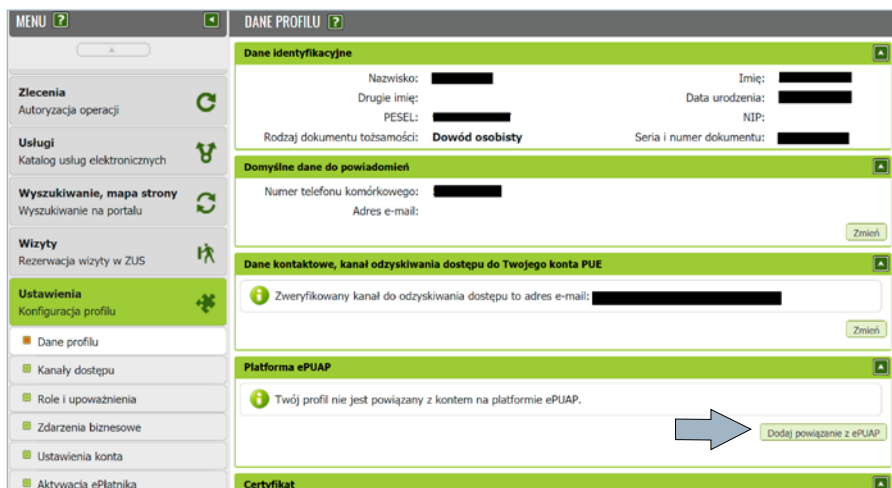 MENU ?
Zlecenia
Autoryzacja operacji
Usługi
Katalog usług elektronicznych
Wyszukiwanie, mapa strony
Wyszukiwanie na portalu
Wizyty
Rezerwacja wizyty w ZUS
Ustawienia
Konfiguracja profilu
Dane profilu
Kanały dostępu
Role i upoważnienia
Zdarzenia biznesowe
Ustawienia konta
Aktywacja ePłatnika
DANE PROFILU ?
Dane identyfikacyjne
Nazwisko: Imię:
Drugie imię: Data urodzenia:
PESEL: NIP:
Rodzaj dokumentu tożsamości: Dowód osobisty Seria i numer dokumentu:
Domyślne dane do powiadomień
Numer telefonu komórkowego:
Adres e-mail:
Zmień
Dane kontaktowe, kanał odzyskiwania dostępu do Twojego konta PUE
Zweryfikowany kanał do odzyskiwania dostępu to adres e-mail:
Zmień
Platforma ePUAP
Twój profil nie jest powiązany z kontem na platformie ePUAP.
Dodaj powiązanie z ePUAP
Certyfikat